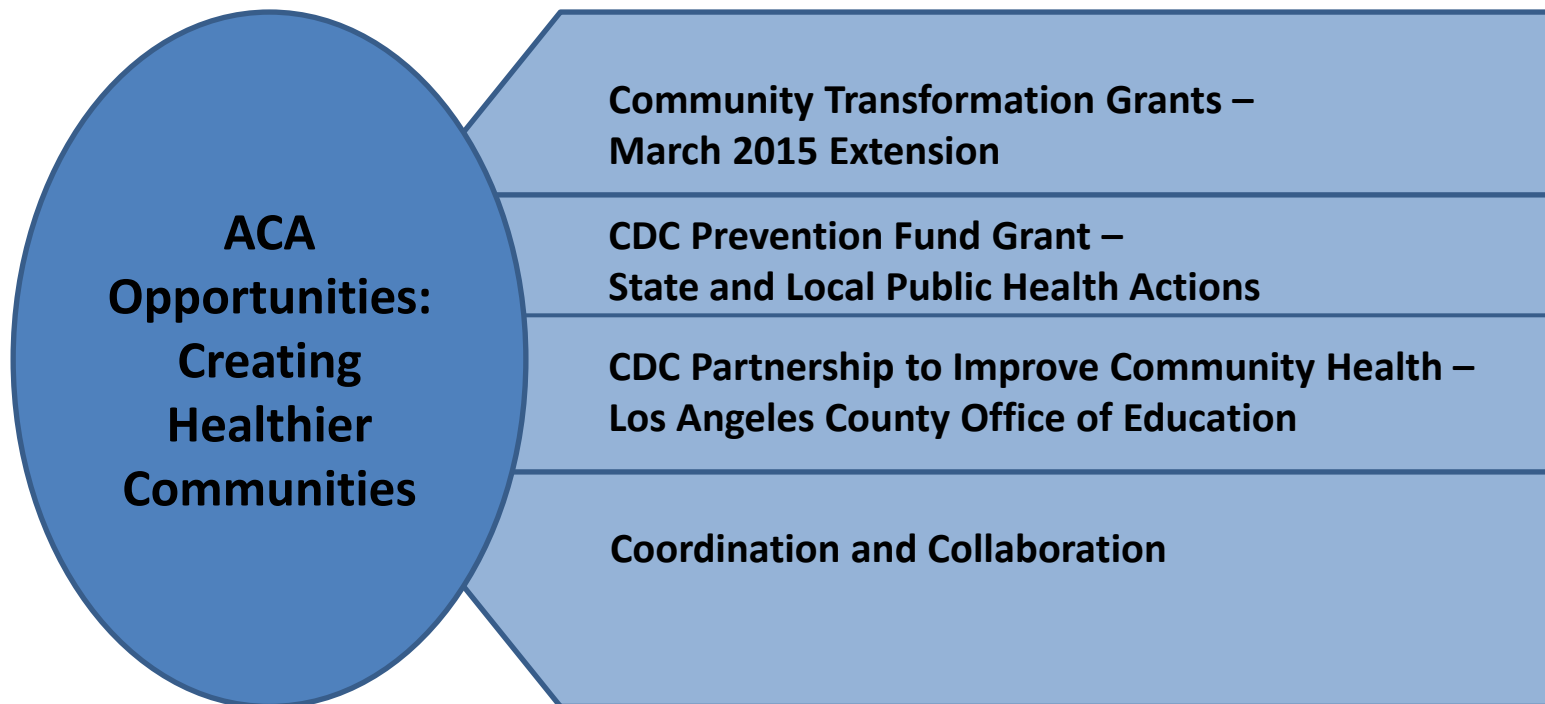 ACA
Opportunities:
Creating
Healthier
Communities
Community Transformation Grants –
March 2015 Extension
CDC Prevention Fund Grant –
State and Local Public Health Actions
CDC Partnership to Improve Community Health –
Los Angeles County Office of Education
Coordination and Collaboration